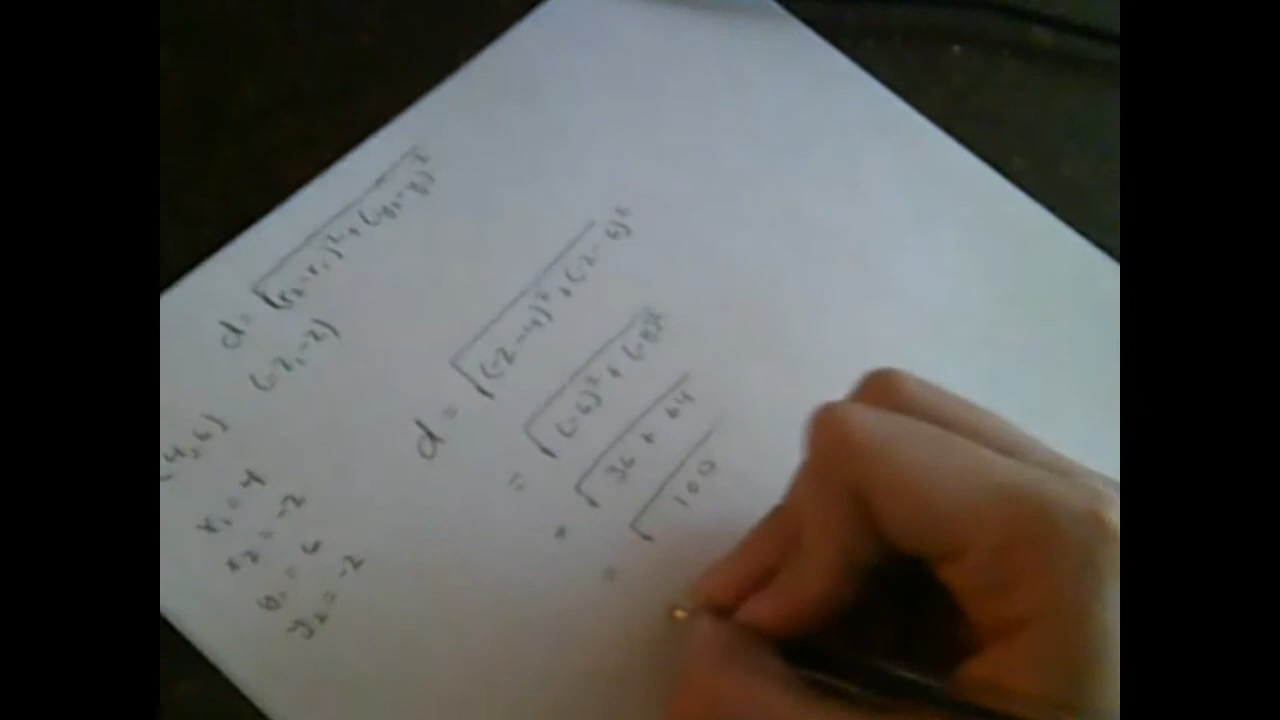 d = √(x₂-x₁)²+(y₂-y₁)²
(4,6) (-2,-2)
x₁ = 4
x₂ = -2
y₁ = 6
y₂ = -2
d = √(-2-4)²+(-2-6)²
= √(-6)²+(-8)²
= √36+64
= √100